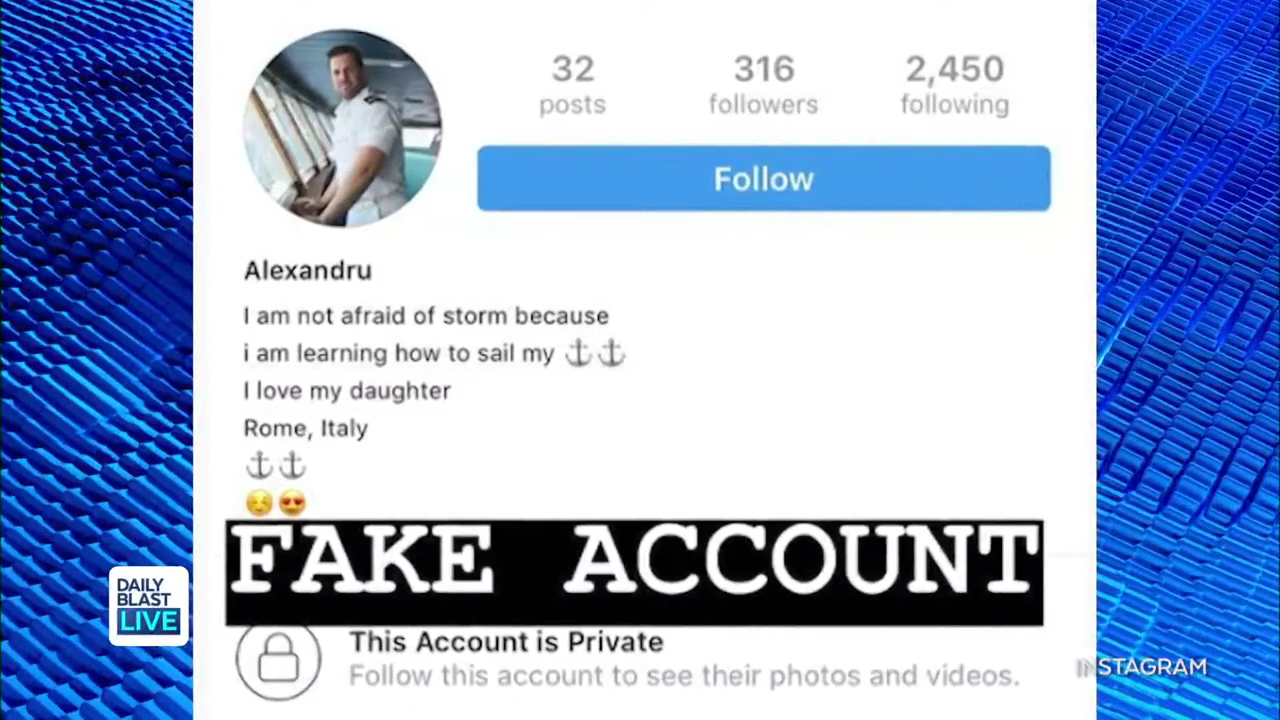 32 316 2,450
posts followers following
Follow
Alexandru
I am not afraid of storm because
i am learning how to sail my ⚓⚓
I love my daughter
Rome, Italy
⚓⚓
☺️😍
FAKE ACCOUNT
DAILY
BLAST
LIVE
This Account is Private
Follow this account to see their photos and videos.
INSTAGRAM